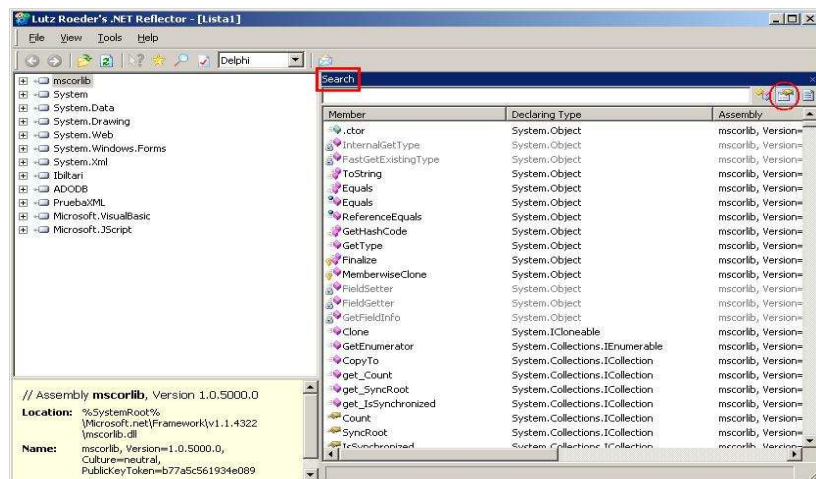 Lutz Roeder's .NET Reflector - [Lista1]
File View Tools Help
Delphi
mscorlib
System
System.Data
System.Drawing
System.Web
System.Windows.Forms
System.Xml
Ibiltari
ADODB
PruebaXML
Microsoft.VisualBasic
Microsoft.JScript
// Assembly mscorlib, Version 1.0.5000.0
Location: %SystemRoot%
\Microsoft.net\Framework\v1.1.4322
\mscorlib.dll
Name: mscorlib, Version=1.0.5000.0,
Culture=neutral,
PublicKeyToken=b77a5c561934e089
Search
Member Declaring Type Assembly
.ctor System.Object mscorlib, Version=
InternalGetType System.Object mscorlib, Version=
FastGetExistingType System.Object mscorlib, Version=
ToString System.Object mscorlib, Version=
Equals System.Object mscorlib, Version=
Equals System.Object mscorlib, Version=
ReferenceEquals System.Object mscorlib, Version=
GetHashCode System.Object mscorlib, Version=
GetType System.Object mscorlib, Version=
Finalize System.Object mscorlib, Version=
MemberwiseClone System.Object mscorlib, Version=
FieldSetter System.Object mscorlib, Version=
FieldGetter System.Object mscorlib, Version=
GetFieldInfo System.Object mscorlib, Version=
Clone System.ICloneable mscorlib, Version=
GetEnumerator System.Collections.IEnumerable mscorlib, Version=
CopyTo System.Collections.ICollection mscorlib, Version=
get_Count System.Collections.ICollection mscorlib, Version=
get_SyncRoot System.Collections.ICollection mscorlib, Version=
get_IsSynchronized System.Collections.ICollection mscorlib, Version=
Count System.Collections.ICollection mscorlib, Version=
SyncRoot System.Collections.ICollection mscorlib, Version=
IsSynchronized System.Collections.ICollection mscorlib, Version=